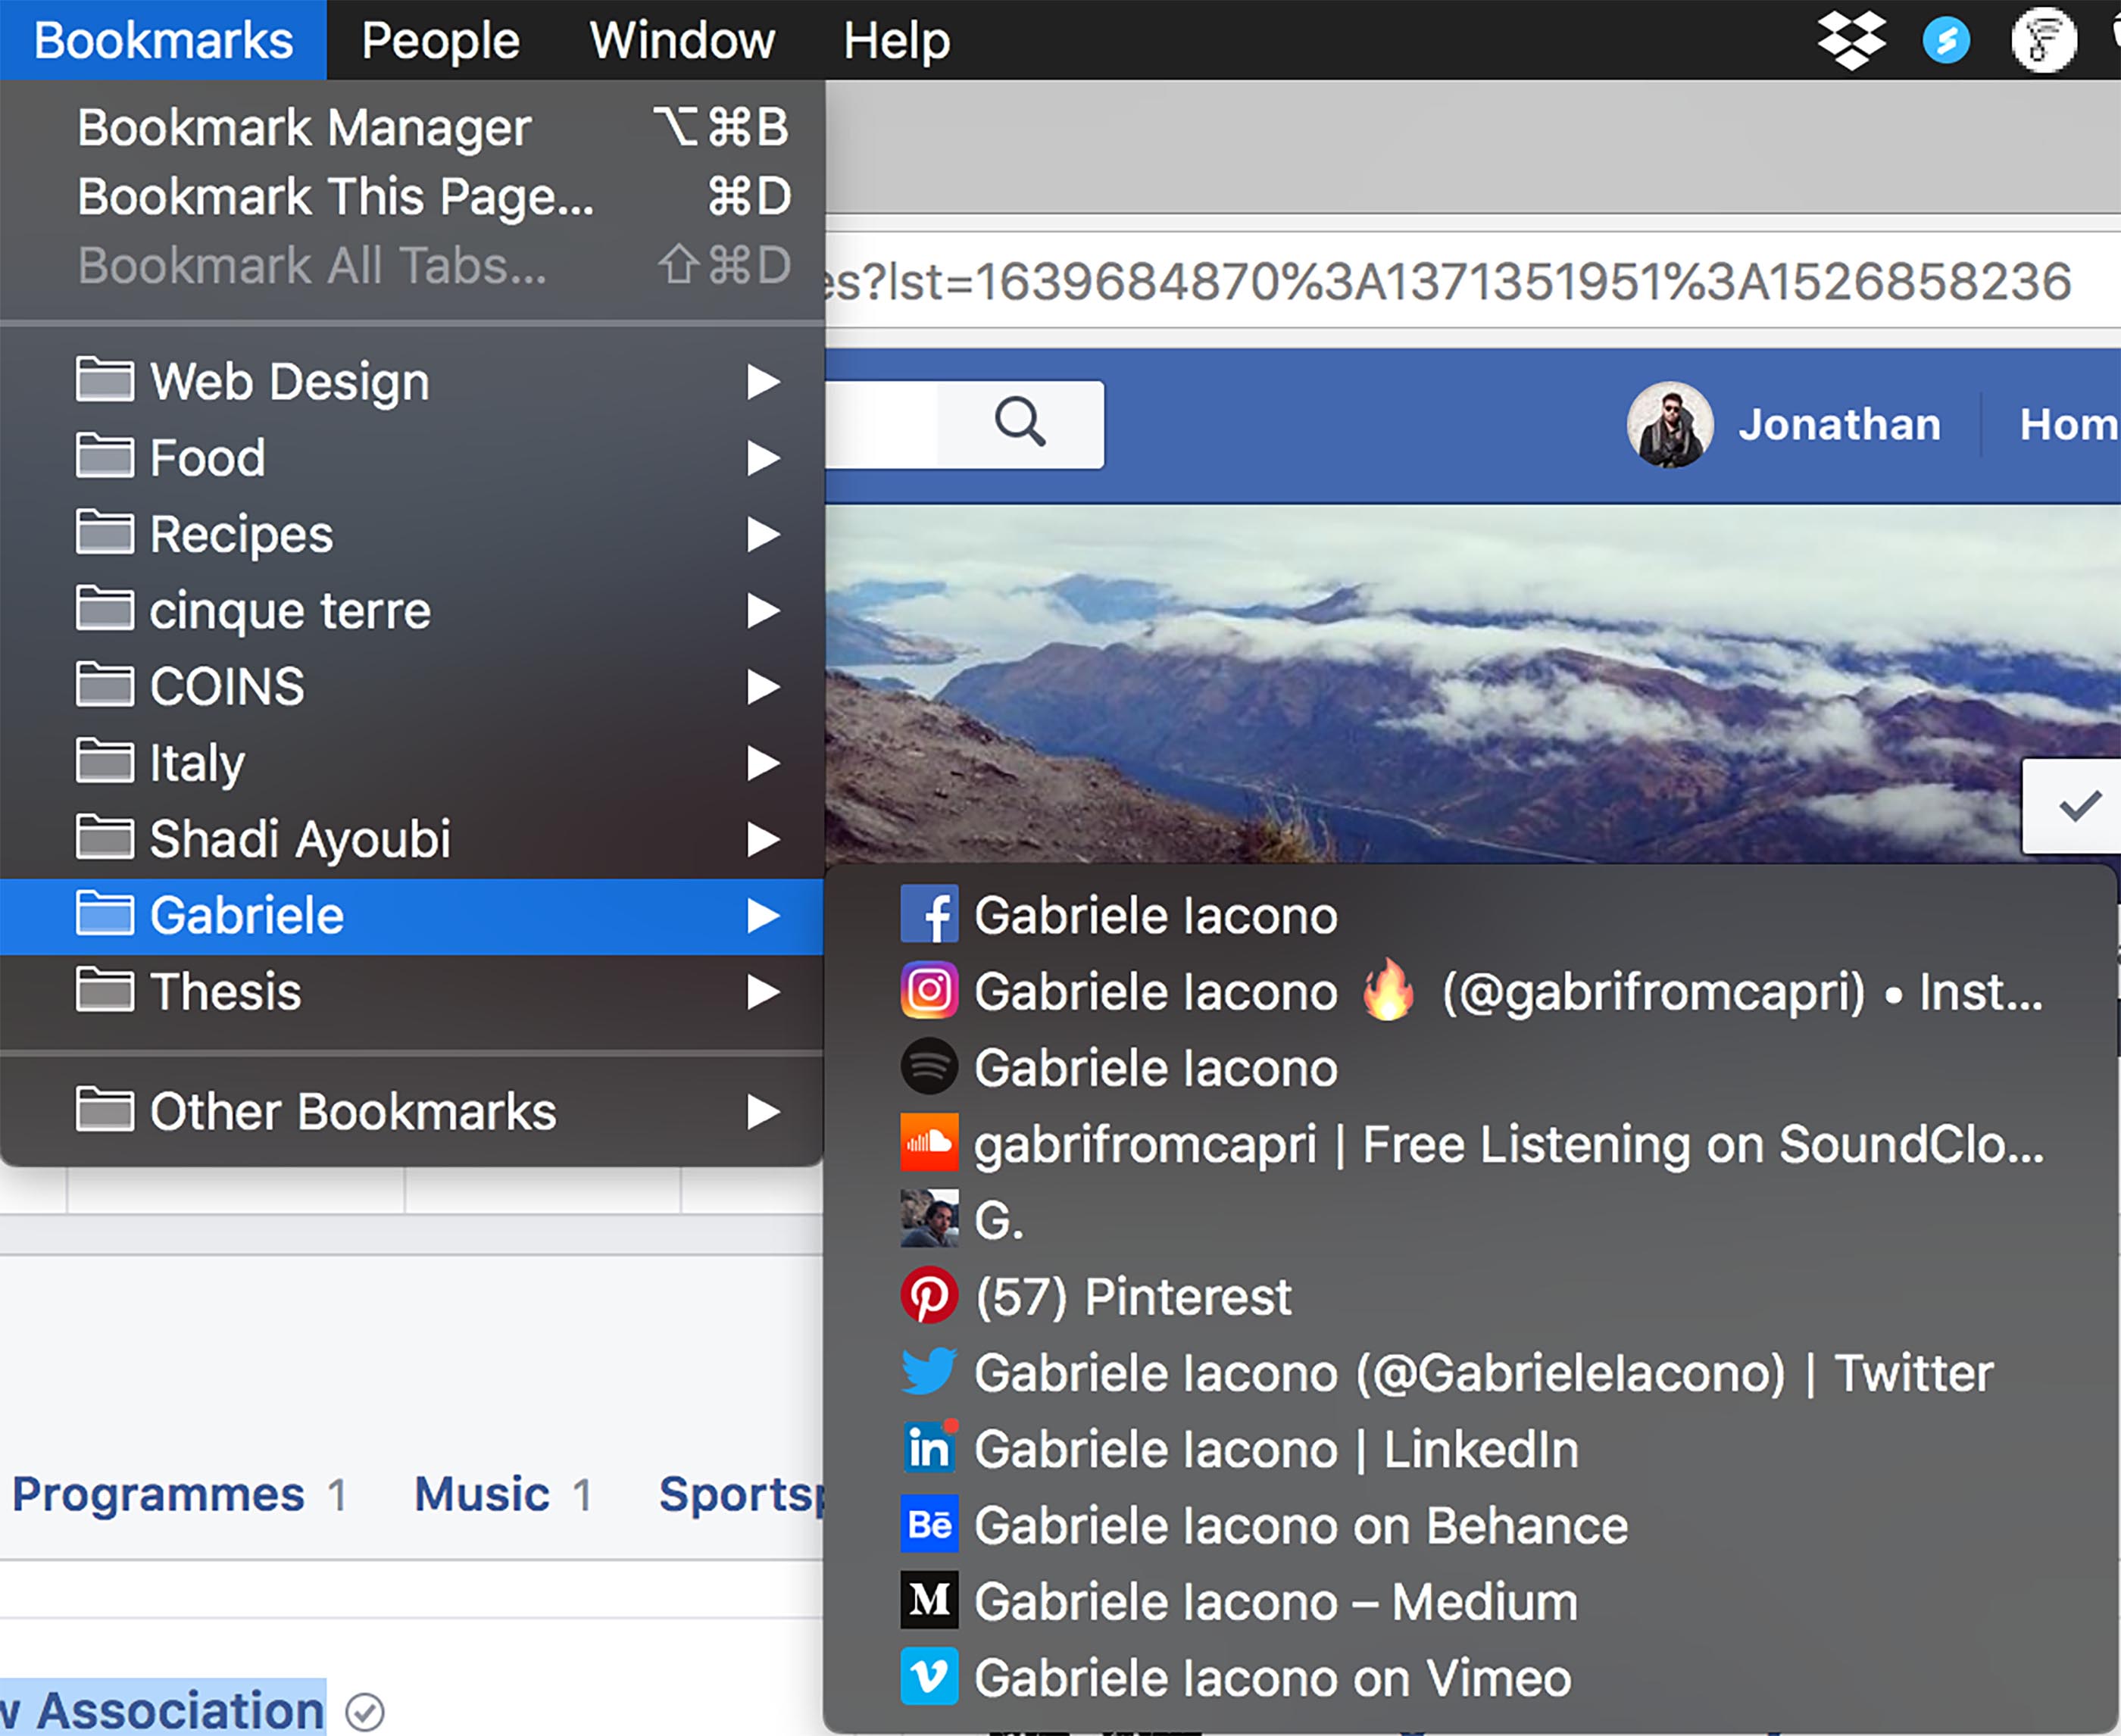 Bookmarks People Window Help
Bookmark Manager ⌥⌘B
Bookmark This Page... ⌘D
Bookmark All Tabs... ⇧⌘D
es?lst=1639684870%3A1371351951%3A1526858236
Jonathan Hom
Web Design
Food
Recipes
cinque terre
COINS
Italy
Shadi Ayoubi
Gabriele
Thesis
Other Bookmarks
Gabriele Iacono
Gabriele Iacono 🔥 (@gabrifromcapri) • Inst...
Gabriele Iacono
gabrifromcapri | Free Listening on SoundClo...
G.
(57) Pinterest
Gabriele Iacono (@GabrieleIacono) | Twitter
in Gabriele Iacono | LinkedIn
Bē Gabriele Iacono on Behance
M Gabriele Iacono – Medium
Gabriele Iacono on Vimeo
Programmes 1 Music 1 Sportsp
w Association